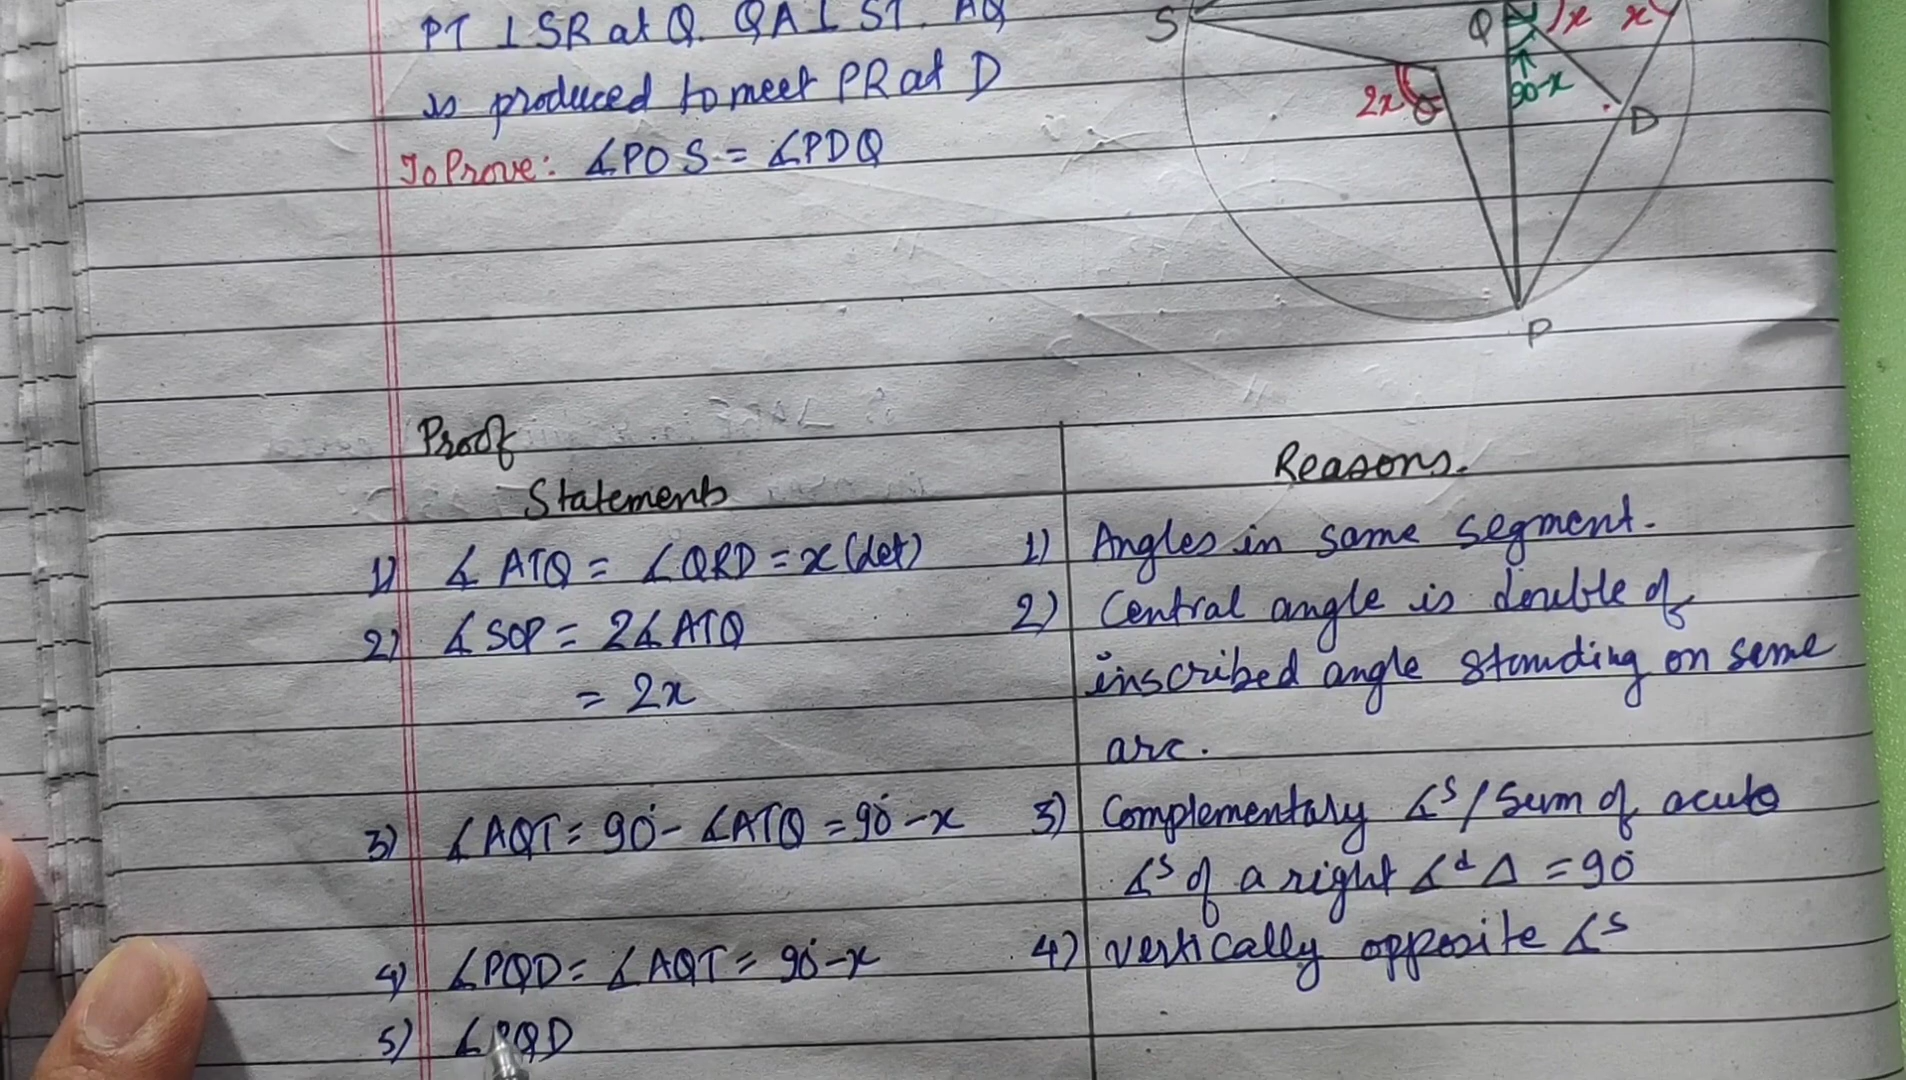 PT ⊥ SR at Q. QA ⊥ ST. AQ
is produced to meet PR at D
To Prove: ∡POS = ∡PDQ
S
Q
x
x
2x
O
90-x
D
P
Proof
Statements
Reasons.
1) ∡ATQ = ∡QRD = x (let)
1) Angles in same segment.
2) ∡SOP = 2∡ATQ
= 2x
2) Central angle is double of
inscribed angle standing on same
arc.
3) ∡AQT = 90° - ∡ATQ = 90° - x
3) Complementary ∡s / Sum of acute
∡s of a right ∡d Δ = 90°
4) ∡PQD = ∡AQT = 90° - x
4) vertically opposite ∡s
5) ∡PQD